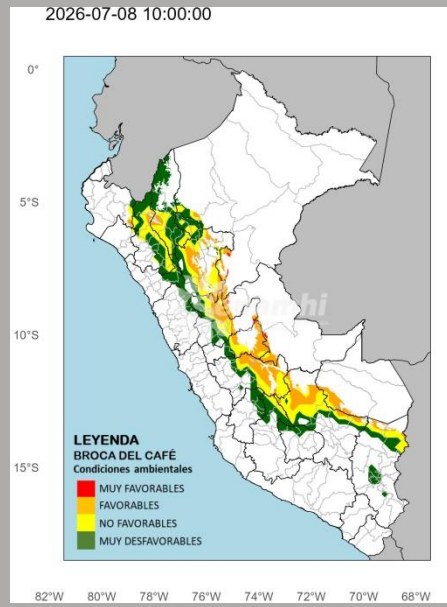 2026-07-08 10:00:00
0°
5°S
10°S
15°S
senamhi
LEYENDA
BROCA DEL CAFÉ
Condiciones ambientales
MUY FAVORABLES
FAVORABLES
NO FAVORABLES
MUY DESFAVORABLES
82°W 80°W 78°W 76°W 74°W 72°W 70°W 68°W